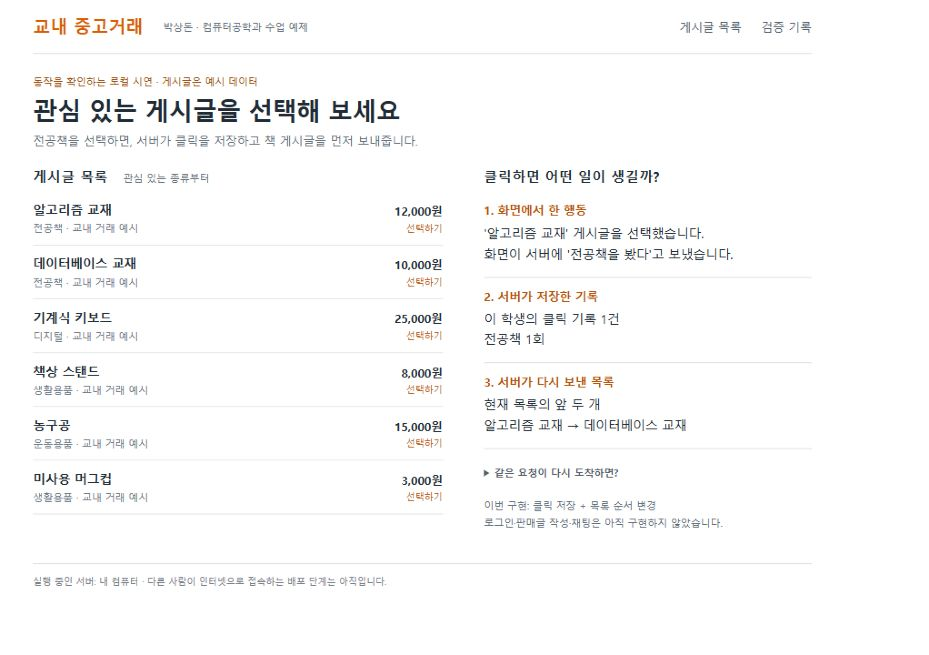 교내 중고거래
박상돈 · 컴퓨터공학과 수업 예제
게시글 목록
검증 기록
동작을 확인하는 로컬 시연 · 게시글은 예시 데이터
관심 있는 게시글을 선택해 보세요
전공책을 선택하면, 서버가 클릭을 저장하고 책 게시글을 먼저 보내줍니다.
게시글 목록
관심 있는 종류부터
알고리즘 교재
12,000원
전공책 · 교내 거래 예시
선택하기
데이터베이스 교재
10,000원
전공책 · 교내 거래 예시
선택하기
기계식 키보드
25,000원
디지털 · 교내 거래 예시
선택하기
책상 스탠드
8,000원
생활용품 · 교내 거래 예시
선택하기
농구공
15,000원
운동용품 · 교내 거래 예시
선택하기
미사용 머그컵
3,000원
생활용품 · 교내 거래 예시
선택하기
클릭하면 어떤 일이 생길까?
1. 화면에서 한 행동
'알고리즘 교재' 게시글을 선택했습니다.
화면이 서버에 '전공책을 봤다'고 보냈습니다.
2. 서버가 저장한 기록
이 학생의 클릭 기록 1건
전공책 1회
3. 서버가 다시 보낸 목록
현재 목록의 앞 두 개
알고리즘 교재 → 데이터베이스 교재
▶ 같은 요청이 다시 도착하면?
이번 구현: 클릭 저장 + 목록 순서 변경
로그인·판매글 작성·채팅은 아직 구현하지 않았습니다.
실행 중인 서버: 내 컴퓨터 · 다른 사람이 인터넷으로 접속하는 배포 단계는 아직입니다.